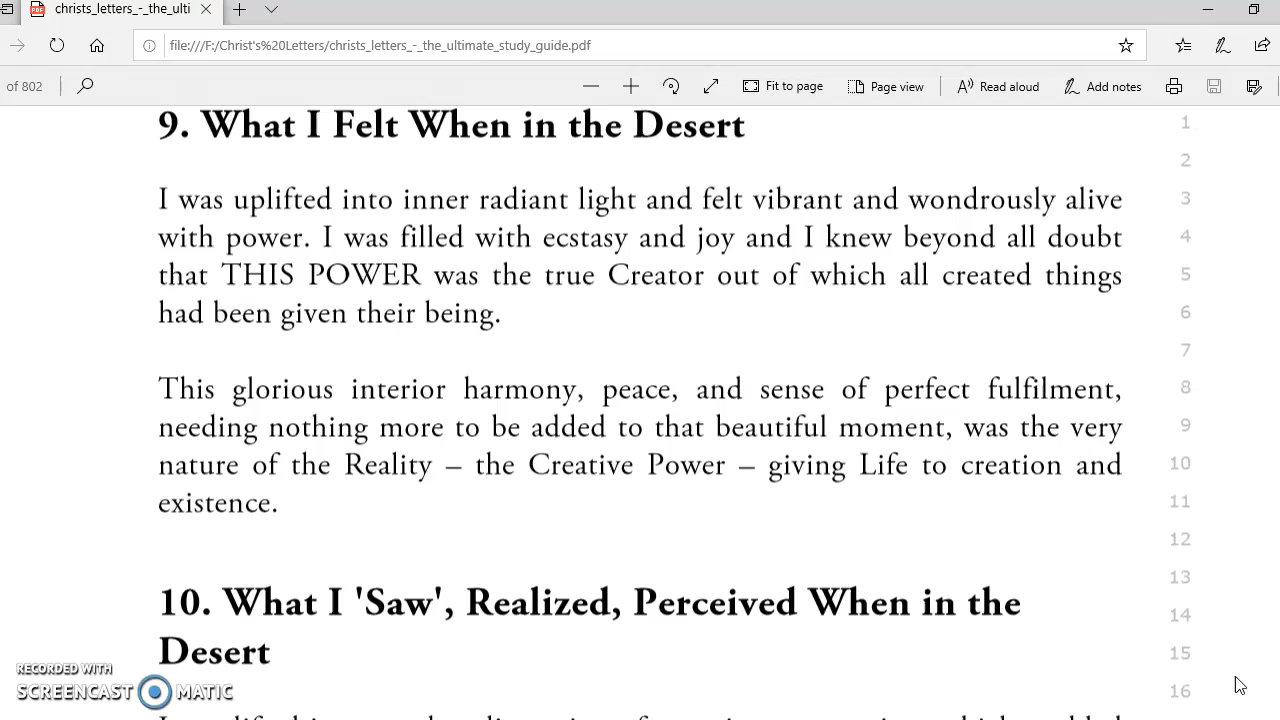 christs_letters_-_the_ulti
file:///F:/Christ's%20Letters/christs_letters_-_the_ultimate_study_guide.pdf
of 802 Fit to page Page view Read aloud Add notes
9. What I Felt When in the Desert 1
2
I was uplifted into inner radiant light and felt vibrant and wondrously alive 3
with power. I was filled with ecstasy and joy and I knew beyond all doubt 4
that THIS POWER was the true Creator out of which all created things 5
had been given their being. 6
7
This glorious interior harmony, peace, and sense of perfect fulfilment, 8
needing nothing more to be added to that beautiful moment, was the very 9
nature of the Reality – the Creative Power – giving Life to creation and 10
existence. 11
12
13
10. What I 'Saw', Realized, Perceived When in the 14
Desert 15
16
RECORDED WITH
SCREENCAST MATIC